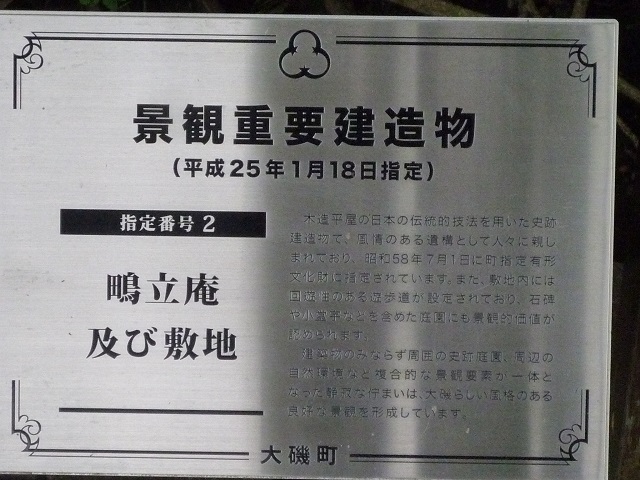 景観重要建造物
(平成25年1月18日指定)
指定番号2
鴫立庵
及び敷地
木造平屋の日本の伝統的技法を用いた史跡
建造物で、風情のある遺構として人々に親し
まれており、昭和58年7月1日に町指定有形
文化財に指定されています。また、敷地内には
回遊性のある遊歩道が設定されており、石碑
や小堂等などを含めた庭園にも景観的価値が
認められます。
建築物のみならず周囲の史跡庭園、周辺の
自然環境など複合的な景観要素が一体と
なった静寂な佇まいは、大磯らしい風格のある
良好な景観を形成しています。
大磯町